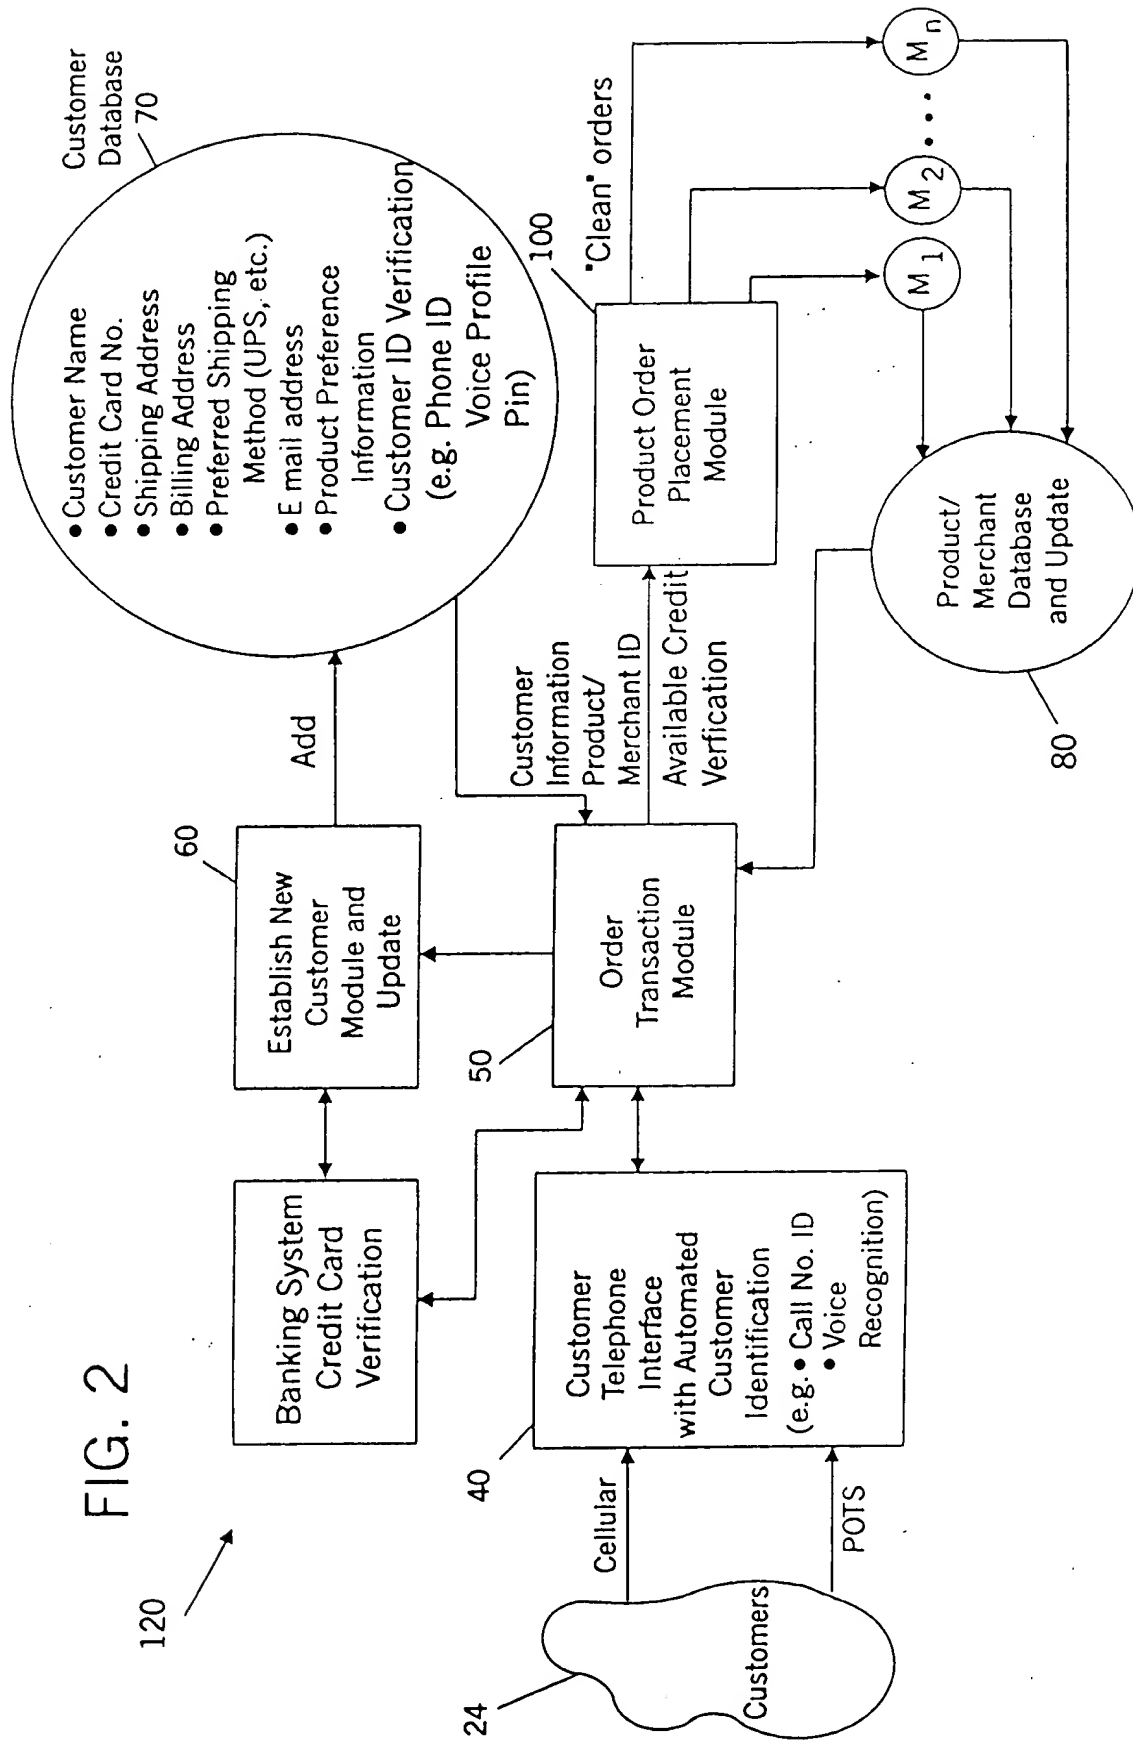 FIG. 2
120
Customer
Database
70
• Customer Name
• Credit Card No.
• Shipping Address
• Billing Address
• Preferred Shipping
Method (UPS, etc.)
• E mail address
• Product Preference
Information
• Customer ID Verification
(e.g. Phone ID
Voice Profile
Pin)
Add
60
Establish New
Customer
Module and
Update
Banking System
Credit Card
Verification
50
Order
Transaction
Module
Customer
Information
Product/
Merchant ID
Available Credit
Verfication
100
Product Order
Placement
Module
"Clean" orders
M1
M2
....
Mn
Product/
Merchant
Database
and Update
80
40
Customer
Telephone
Interface
with Automated
Customer
Identification
(e.g. • Call No. ID
• Voice
Recognition)
Cellular
POTS
24
Customers